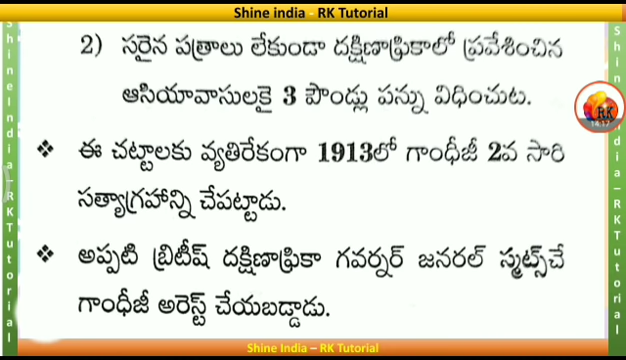 Shine india - RK Tutorial
2) సరైన పత్రాలు లేకుండా దక్షిణాఫ్రికాలో ప్రవేశించిన
ఆసియావాసులకై 3 పౌండ్లు పన్ను విధించుట.
❖ ఈ చట్టాలకు వ్యతిరేకంగా 1913లో గాంధీజీ 2వ సారి
సత్యాగ్రహాన్ని చేపట్టాడు.
❖ అప్పటి బ్రిటీష్ దక్షిణాఫ్రికా గవర్నర్ జనరల్ స్మట్స్‌చే
గాంధీజీ అరెస్ట్ చేయబడ్డాడు.
Shine India – RK Tutorial
Shine India – RK Tutorial
Shine India – RK Tutorial
RK
14:17